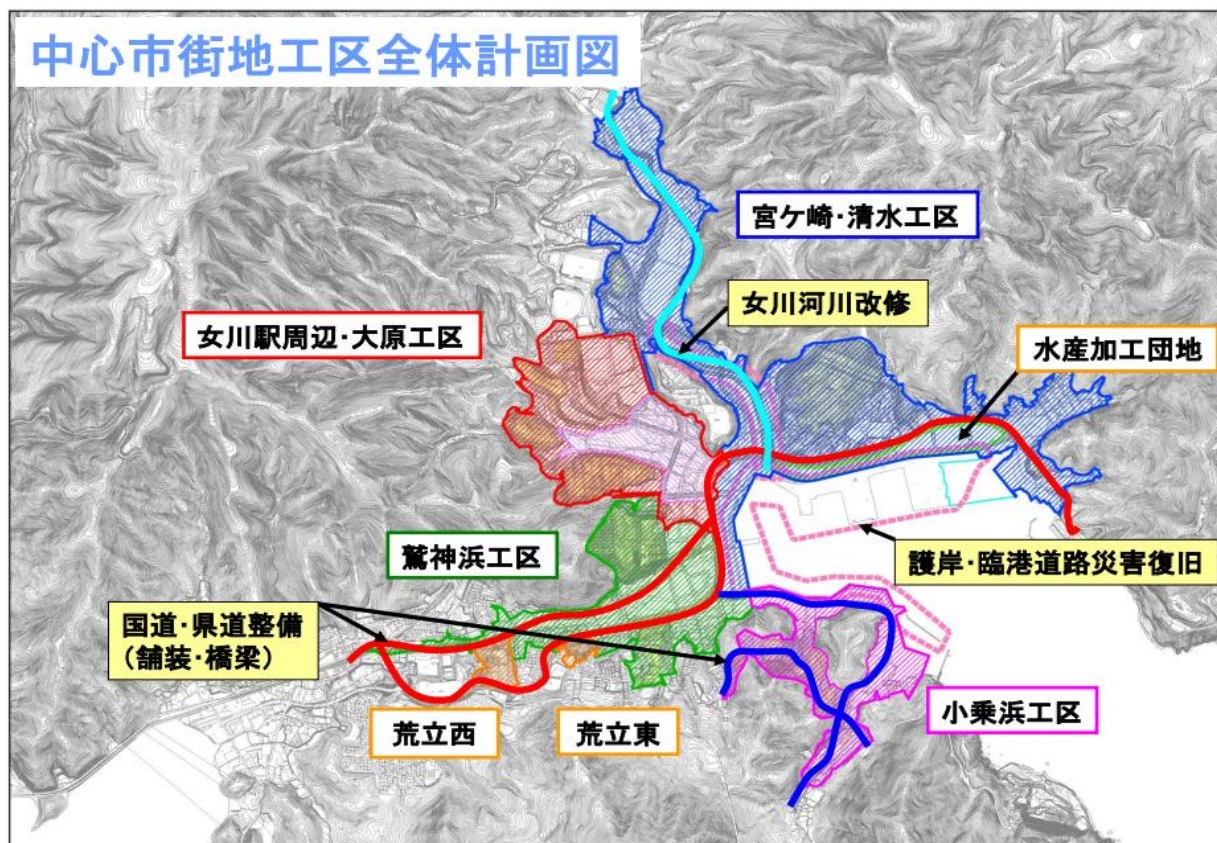 中心市街地工区全体計画図
宮ケ崎・清水工区
女川河川改修
女川駅周辺・大原工区
水産加工団地
鷲神浜工区
護岸・臨港道路災害復旧
国道・県道整備
(舗装・橋梁)
小乗浜工区
荒立西
荒立東